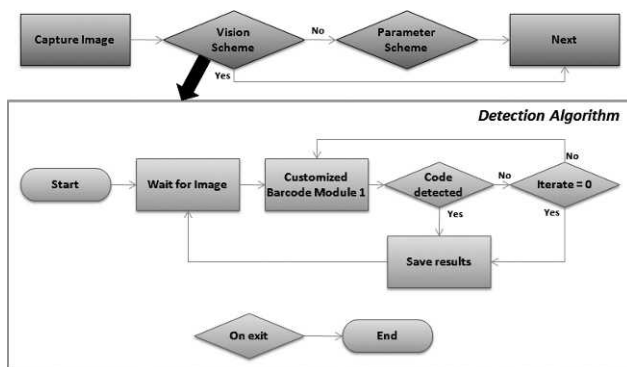 Capture Image
Vision
Scheme
No
Parameter
Scheme
Next
Yes
Detection Algorithm
No
Start
Wait for Image
Customized
Barcode Module 1
Code
detected
No
Iterate = 0
Yes
Yes
Save results
On exit
End